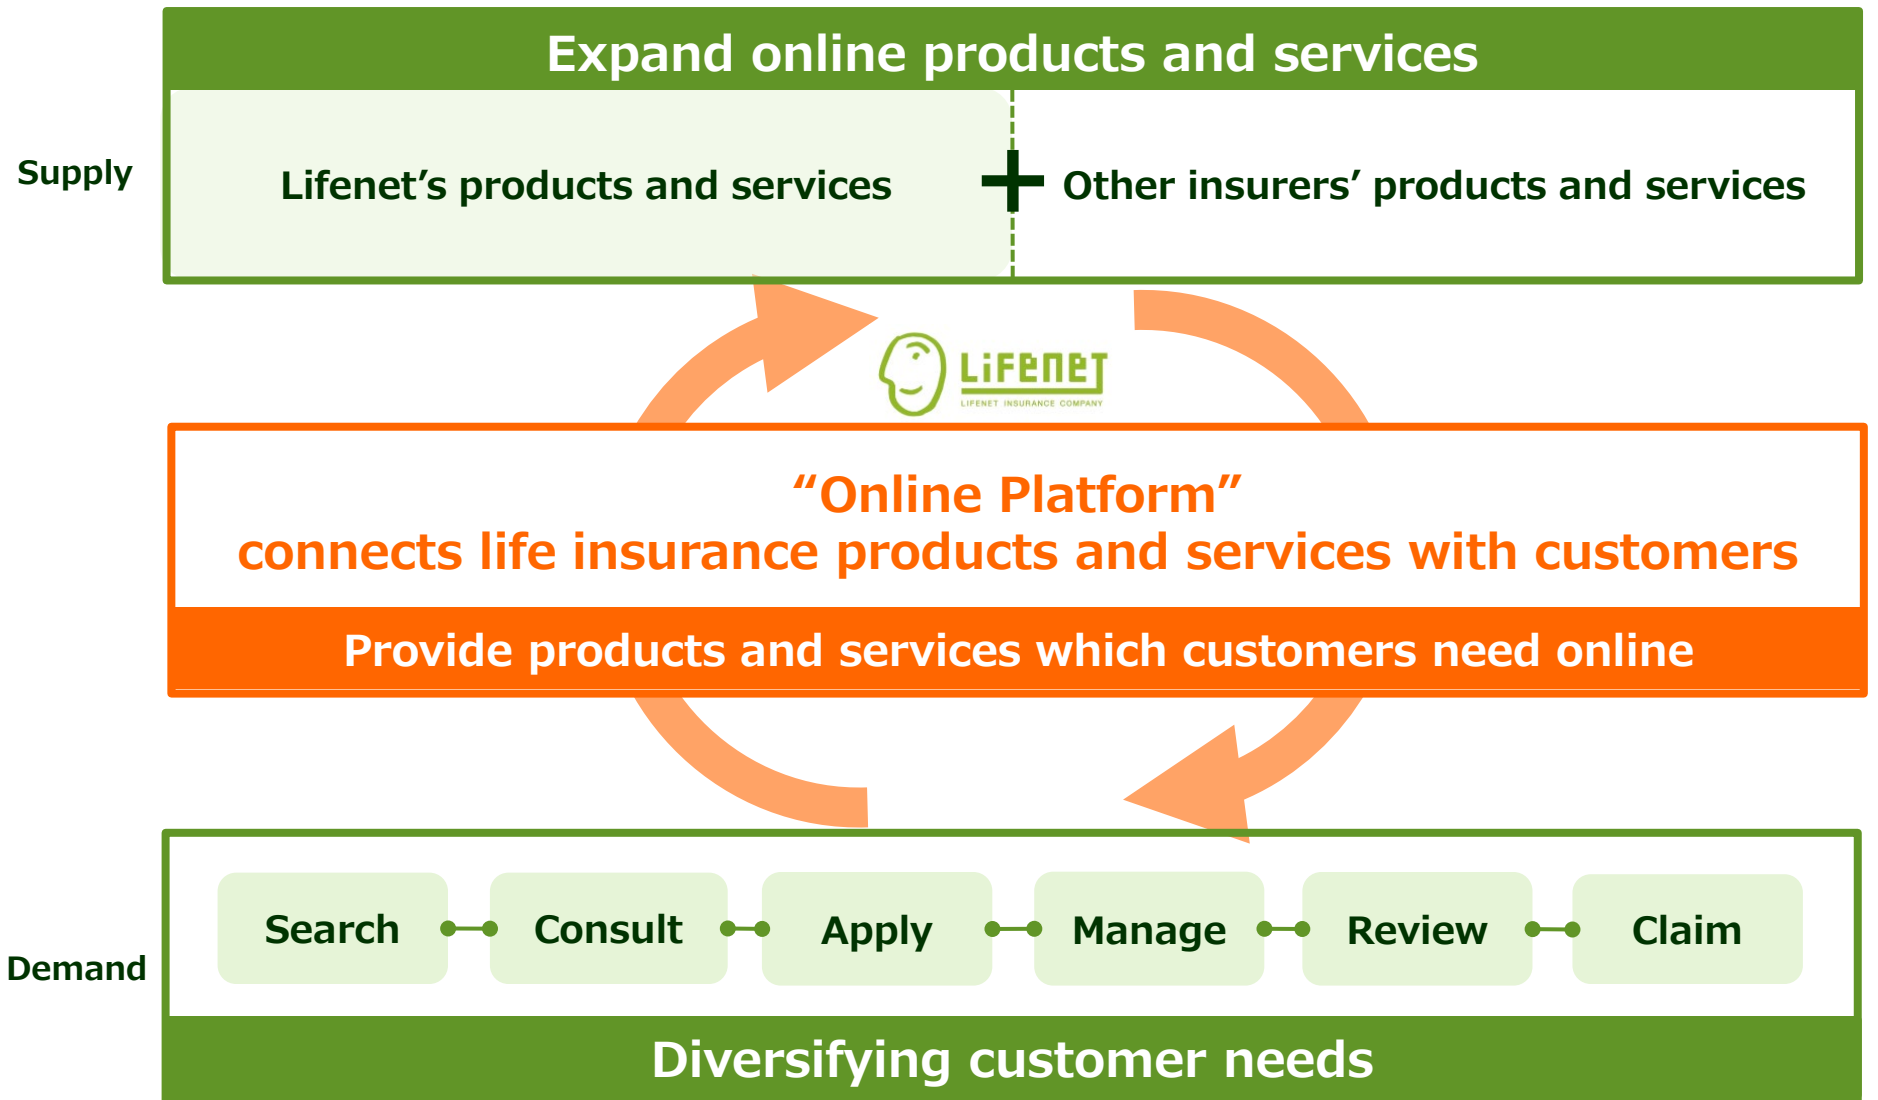 Expand online products and services
Supply
Lifenet’s products and services
+
Other insurers’ products and services
LiFENET
LIFENET INSURANCE COMPANY
“Online Platform”
connects life insurance products and services with customers
Provide products and services which customers need online
Demand
Search
Consult
Apply
Manage
Review
Claim
Diversifying customer needs